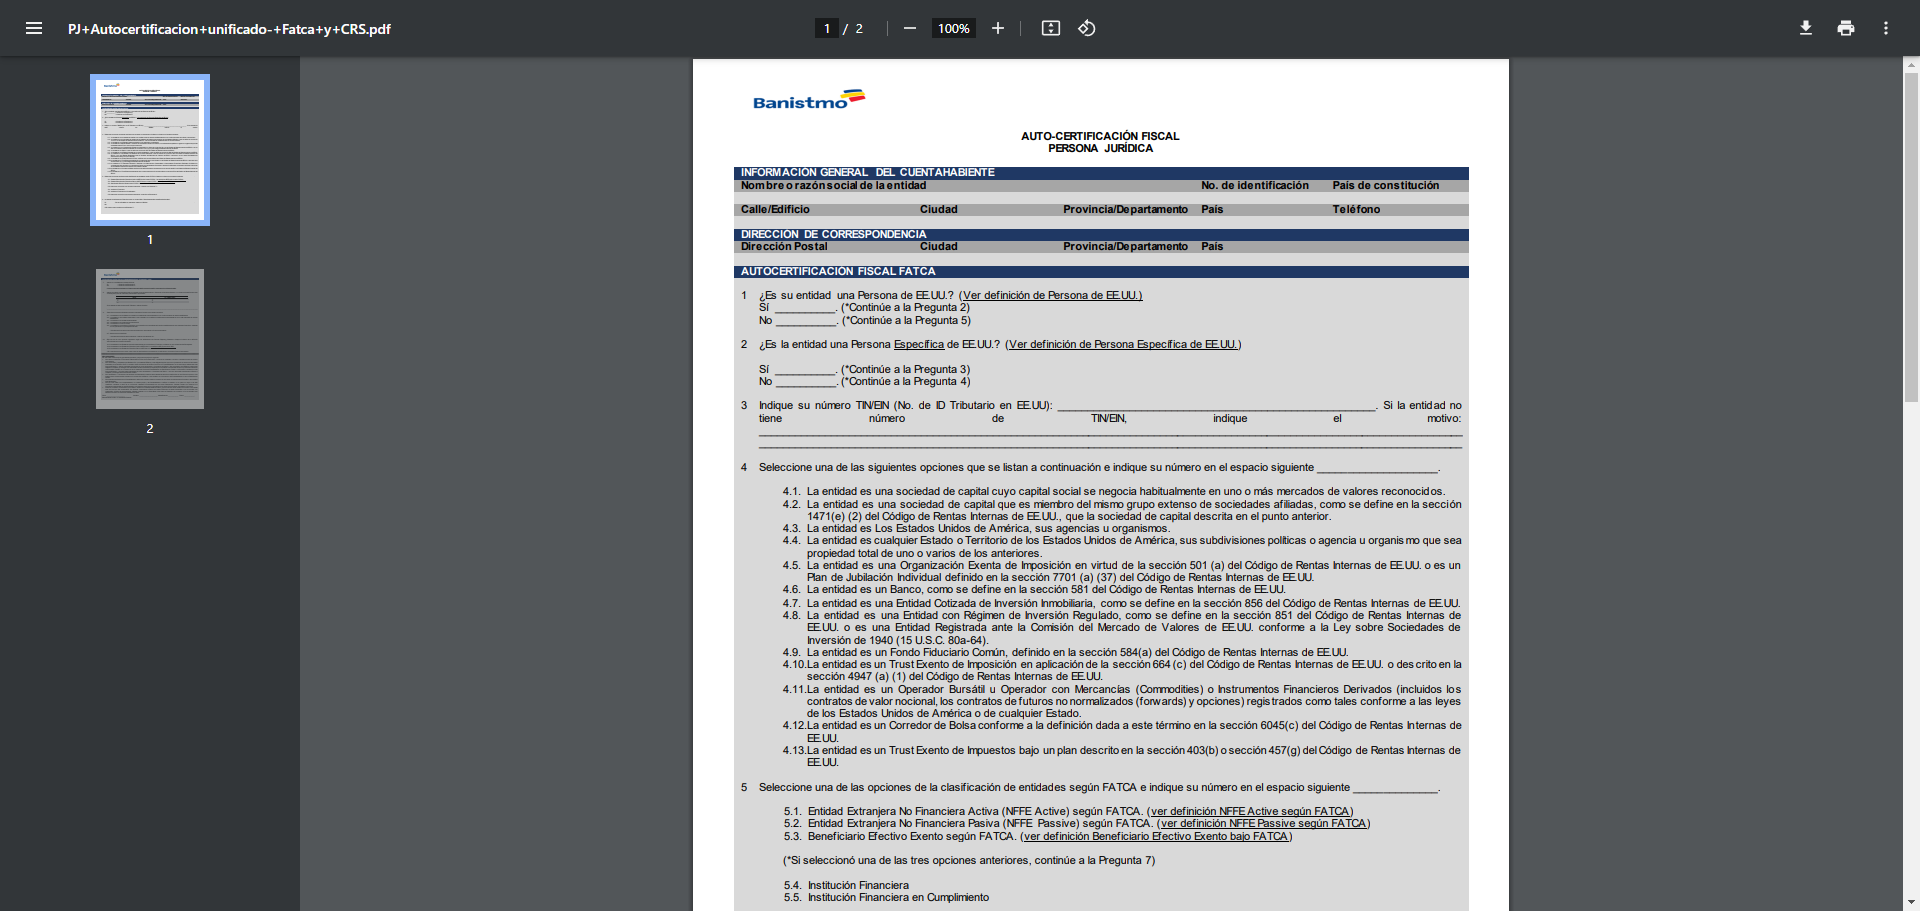 PJ+Autocertificacion+unificado-+Fatca+y+CRS.pdf
1 / 2
100%
1
2
Banistmo
AUTO-CERTIFICACIÓN FISCAL
PERSONA JURÍDICA
INFORMACION GENERAL DEL CUENTAHABIENTE
Nombre o razón social de la entidad No. de identificación País de constitución
Calle/Edificio Ciudad Provincia/Departamento País Teléfono
DIRECCION DE CORRESPONDENCIA
Dirección Postal Ciudad Provincia/Departamento País
AUTOCERTIFICACION FISCAL FATCA
1 ¿Es su entidad una Persona de EE.UU.? (Ver definición de Persona de EE.UU.)
Sí __________. (*Continúe a la Pregunta 2)
No __________. (*Continúe a la Pregunta 5)
2 ¿Es la entidad una Persona Específica de EE.UU.? (Ver definición de Persona Específica de EE.UU.)
Sí __________. (*Continúe a la Pregunta 3)
No __________. (*Continúe a la Pregunta 4)
3 Indique su número TIN/EIN (No. de ID Tributario en EE.UU): ____________________. Si la entidad no
tiene número de TIN/EIN, indique el motivo:
4 Seleccione una de las siguientes opciones que se listan a continuación e indique su número en el espacio siguiente ____________________.
4.1. La entidad es una sociedad de capital cuyo capital social se negocia habitualmente en uno o más mercados de valores reconocidos.
4.2. La entidad es una sociedad de capital que es miembro del mismo grupo extenso de sociedades afiliadas, como se define en la sección
1471(e) (2) del Código de Rentas Internas de EE.UU., que la sociedad de capital descrita en el punto anterior.
4.3. La entidad es Los Estados Unidos de América, sus agencias u organismos.
4.4. La entidad es cualquier Estado o Territorio de los Estados Unidos de América, sus subdivisiones políticas o agencia u organismo que sea
propiedad total de uno o varios de los anteriores.
4.5. La entidad es una Organización Exenta de Imposición en virtud de la sección 501 (a) del Código de Rentas Internas de EE.UU. o es un
Plan de Jubilación Individual definido en la sección 7701 (a) (37) del Código de Rentas Internas de EE.UU.
4.6. La entidad es un Banco, como se define en la sección 581 del Código de Rentas Internas de EE.UU.
4.7. La entidad es una Entidad Cotizada de Inversión Inmobiliaria, como se define en la sección 856 del Código de Rentas Internas de EE.UU.
4.8. La entidad es una Entidad con Régimen de Inversión Regulado, como se define en la sección 851 del Código de Rentas Internas de
EE.UU. o es una Entidad Registrada ante la Comisión del Mercado de Valores de EE.UU. conforme a la Ley sobre Sociedades de
Inversión de 1940 (15 U.S.C. 80a-64).
4.9. La entidad es un Fondo Fiduciario Común, definido en la sección 584(a) del Código de Rentas Internas de EE.UU.
4.10.La entidad es un Trust Exento de Imposición en aplicación de la sección 664 (c) del Código de Rentas Internas de EE.UU. o descrito en la
sección 4947 (a) (1) del Código de Rentas Internas de EE.UU.
4.11.La entidad es un Operador Bursátil u Operador con Mercancías (Commodities) o Instrumentos Financieros Derivados (incluidos los
contratos de valor nocional, los contratos de futuros no normalizados (forwards) y opciones) registrados como tales conforme a las leyes
de los Estados Unidos de América o de cualquier Estado.
4.12.La entidad es un Corredor de Bolsa conforme a la definición dada a este término en la sección 6045(c) del Código de Rentas Internas de
EE.UU.
4.13.La entidad es un Trust Exento de Impuestos bajo un plan descrito en la sección 403(b) o sección 457(g) del Código de Rentas Internas de
EE.UU.
5 Seleccione una de las opciones de la clasificación de entidades según FATCA e indique su número en el espacio siguiente ______________.
5.1. Entidad Extranjera No Financiera Activa (NFFE Active) según FATCA. (ver definición NFFE Active según FATCA)
5.2. Entidad Extranjera No Financiera Pasiva (NFFE Passive) según FATCA. (ver definición NFFE Passive según FATCA)
5.3. Beneficiario Efectivo Exento según FATCA. (ver definición Beneficiario Efectivo Exento bajo FATCA)
(*Si seleccionó una de las tres opciones anteriores, continúe a la Pregunta 7)
5.4. Institución Financiera
5.5. Institución Financiera en Cumplimiento